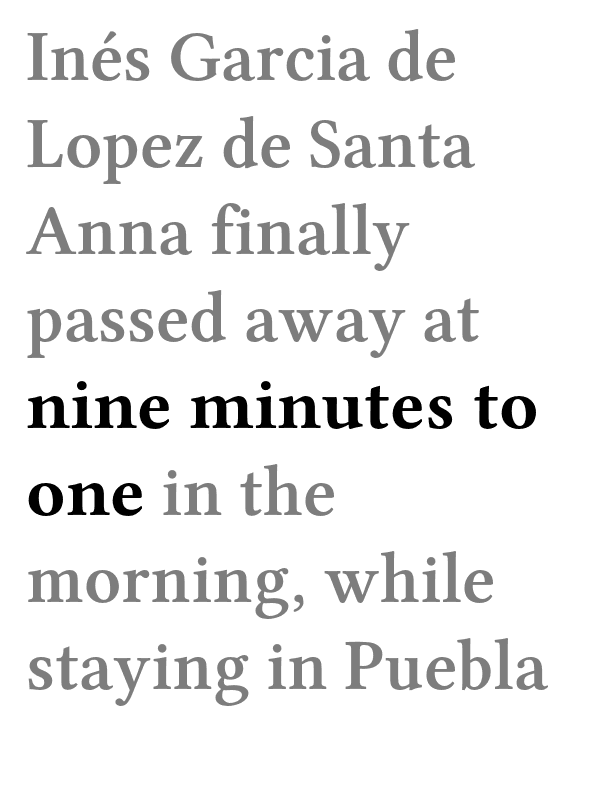 Inés Garcia de
Lopez de Santa
Anna finally
passed away at
nine minutes to
one in the
morning, while
staying in Puebla